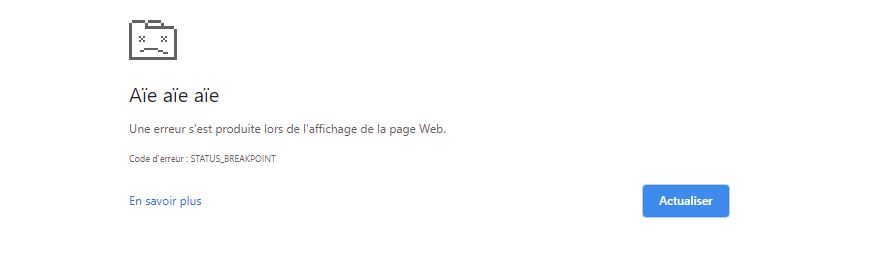 Aïe aïe aïe
Une erreur s'est produite lors de l'affichage de la page Web.
Code d'erreur : STATUS_BREAKPOINT
En savoir plus
Actualiser